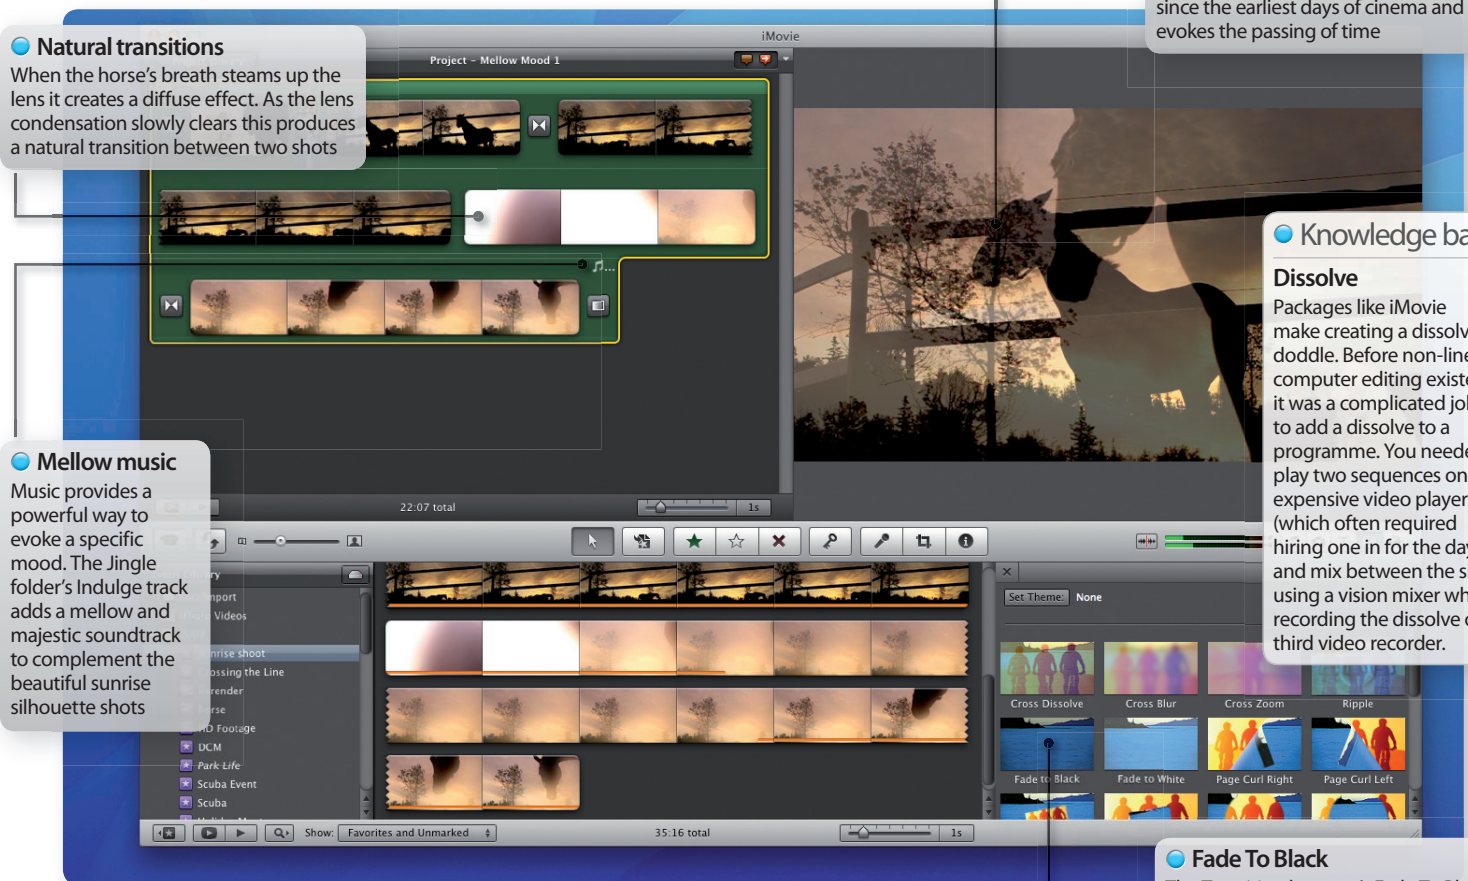 since the earliest days of cinema and
evokes the passing of time
Natural transitions
When the horse's breath steams up the
lens it creates a diffuse effect. As the lens
condensation slowly clears this produces
a natural transition between two shots
iMovie
Project – Mellow Mood 1
Knowledge ba
Dissolve
Packages like iMovie
make creating a dissolv
doddle. Before non-line
computer editing existe
it was a complicated jol
to add a dissolve to a
programme. You neede
play two sequences on
expensive video player
(which often required
hiring one in for the day
and mix between the s
using a vision mixer wh
recording the dissolve o
third video recorder.
Mellow music
Music provides a
powerful way to
evoke a specific
mood. The Jingle
folder's Indulge track
adds a mellow and
majestic soundtrack
to complement the
beautiful sunrise
silhouette shots
22:07 total
1s
Videos
nrise shoot
ossing the Line
render
rse
HD Footage
DCM
Park Life
Scuba Event
Scuba
Set Theme: None
Cross Dissolve
Cross Blur
Cross Zoom
Ripple
Fade to Black
Fade to White
Page Curl Right
Page Curl Left
Show: Favorites and Unmarked
35:16 total
1s
Fade To Black